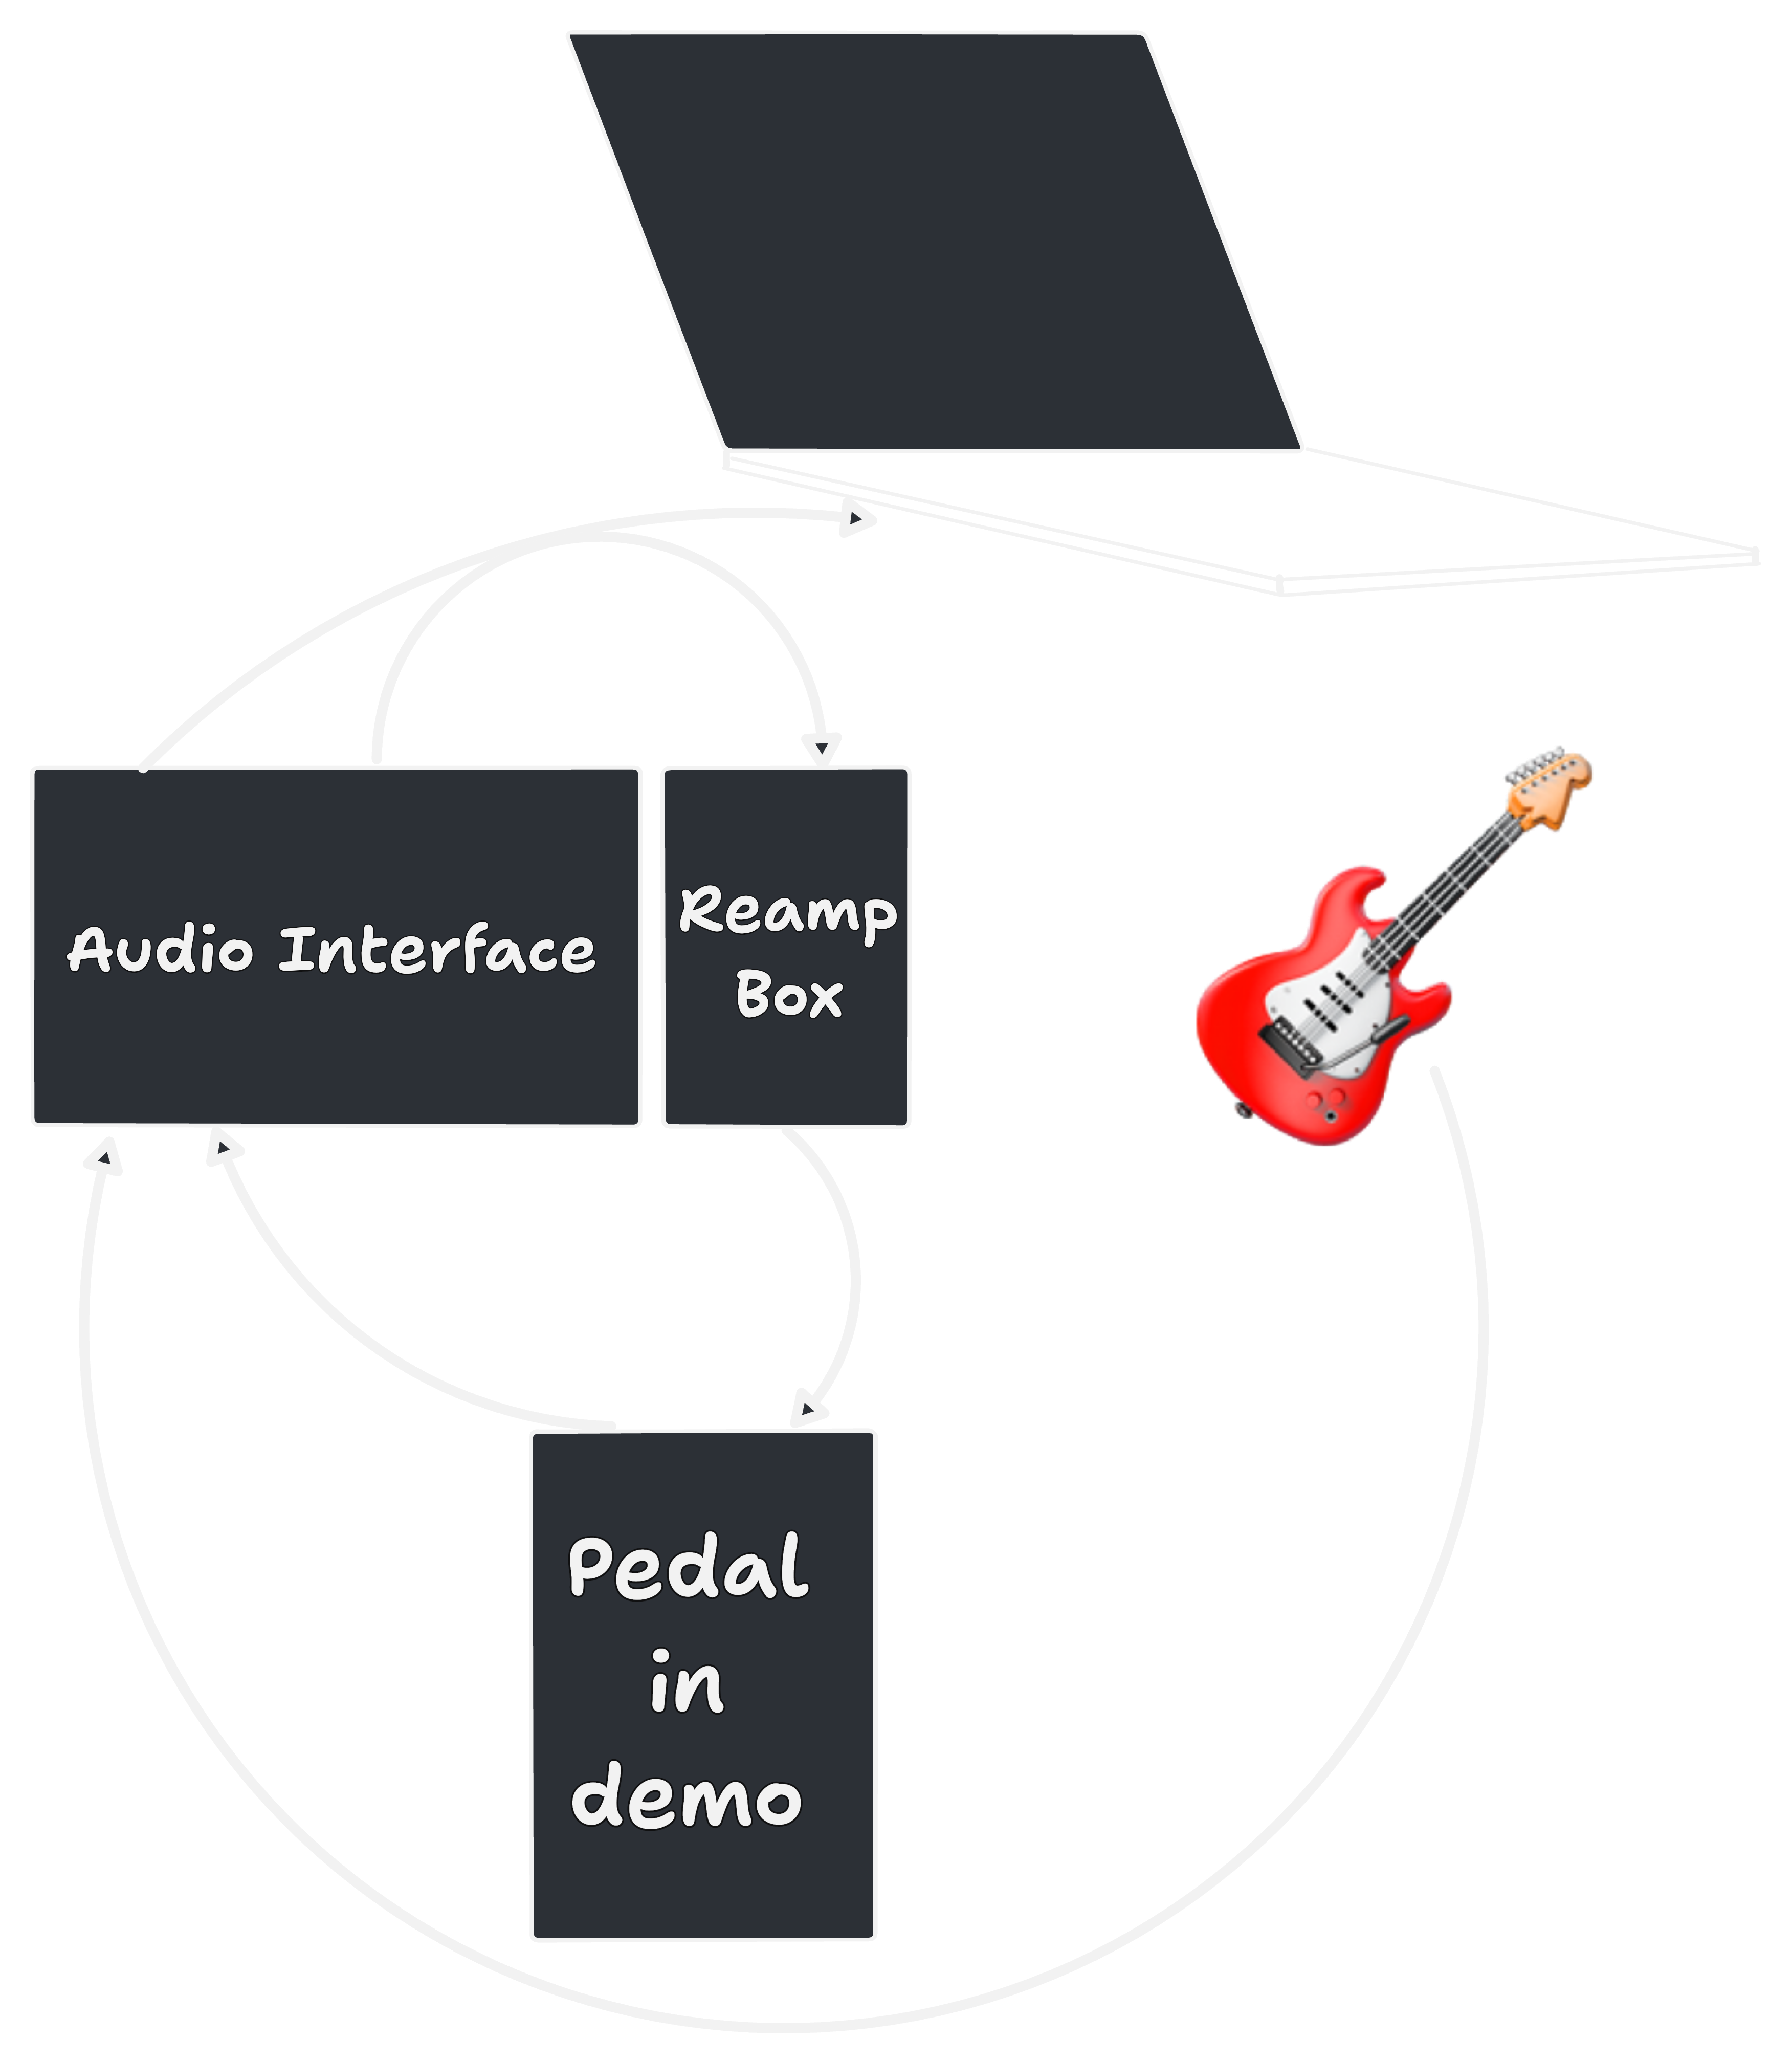 Audio Interface
Reamp
Box
Pedal
in
demo